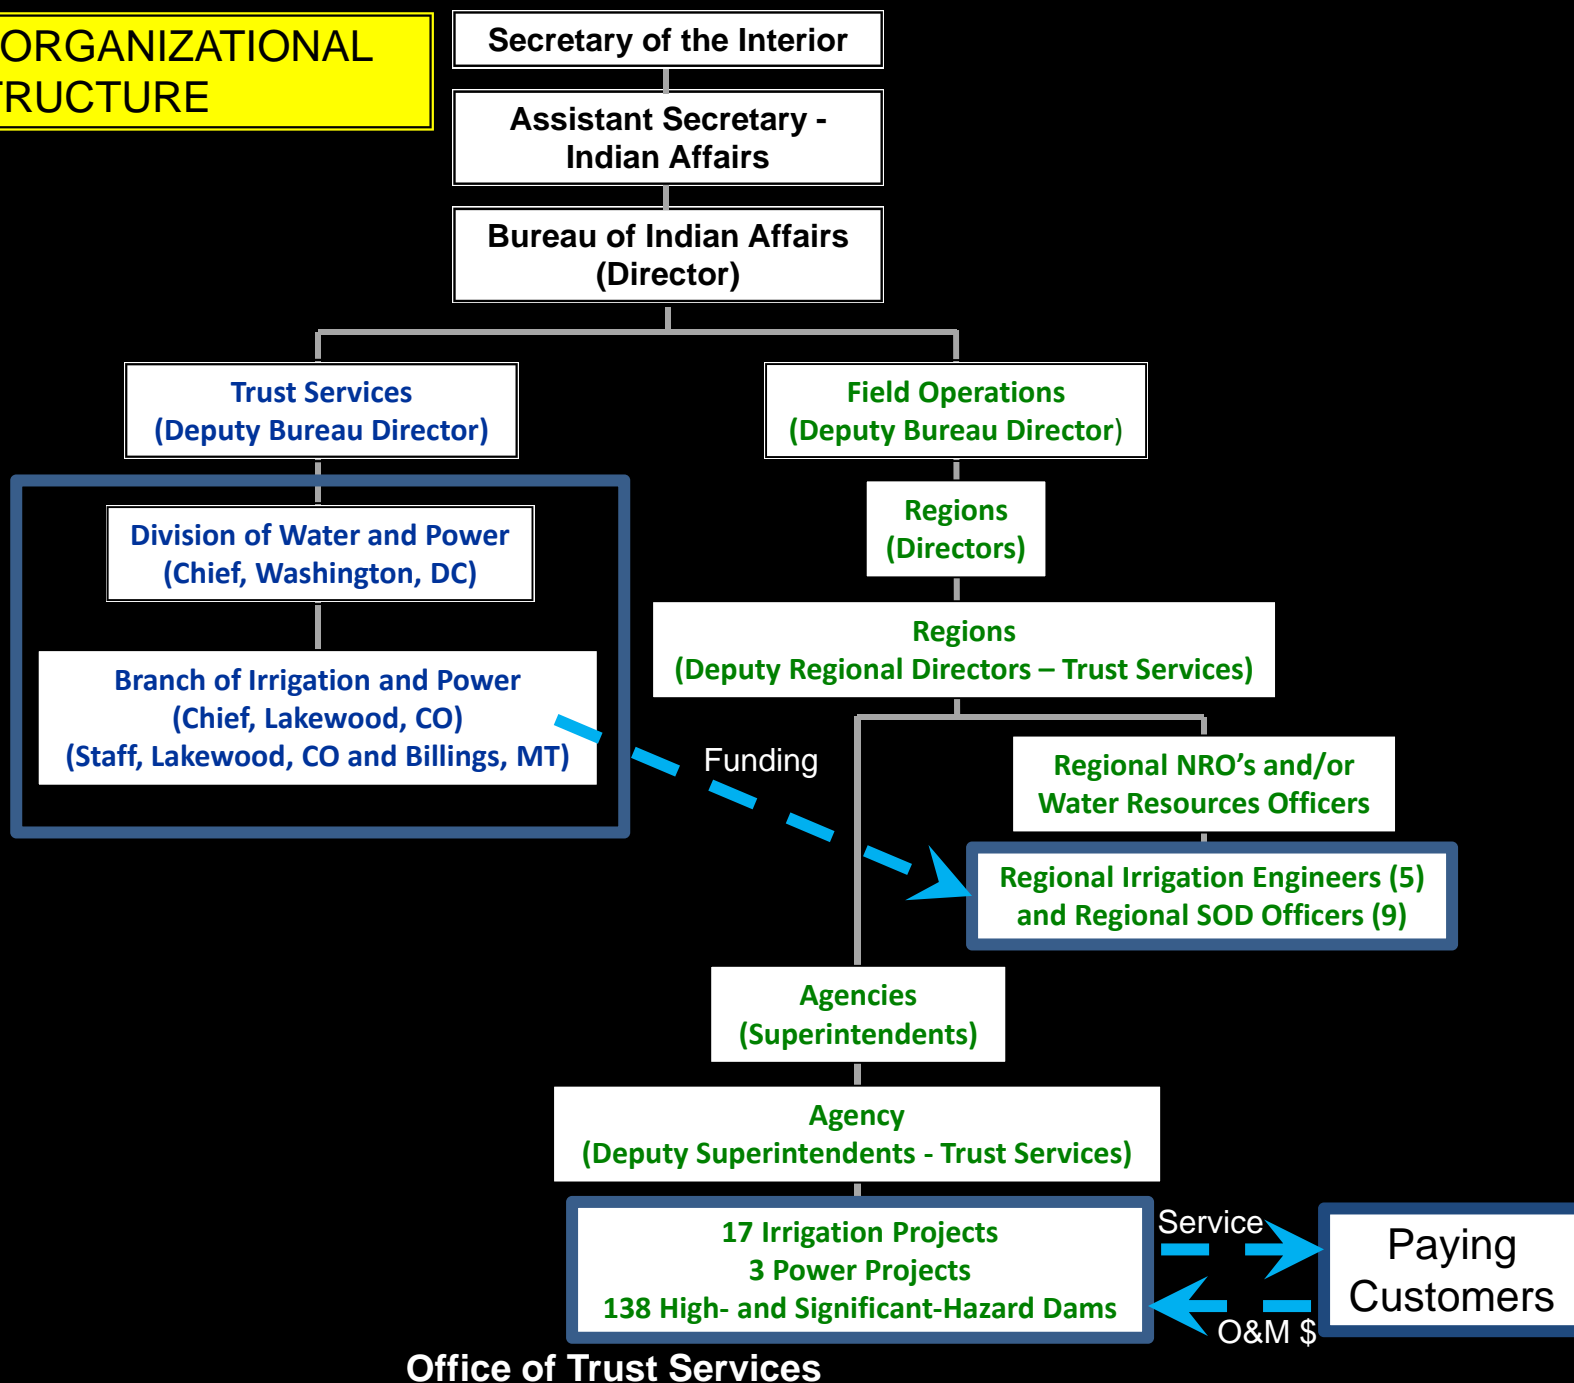 ORGANIZATIONAL
TRUCTURE
Secretary of the Interior
Assistant Secretary -
Indian Affairs
Bureau of Indian Affairs
(Director)
Trust Services
(Deputy Bureau Director)
Field Operations
(Deputy Bureau Director)
Division of Water and Power
(Chief, Washington, DC)
Regions
(Directors)
Branch of Irrigation and Power
(Chief, Lakewood, CO)
(Staff, Lakewood, CO and Billings, MT)
Regions
(Deputy Regional Directors – Trust Services)
Funding
Regional NRO's and/or
Water Resources Officers
Regional Irrigation Engineers (5)
and Regional SOD Officers (9)
Agencies
(Superintendents)
Agency
(Deputy Superintendents - Trust Services)
17 Irrigation Projects
3 Power Projects
138 High- and Significant-Hazard Dams
Service
O&M $
Paying
Customers
Office of Trust Services